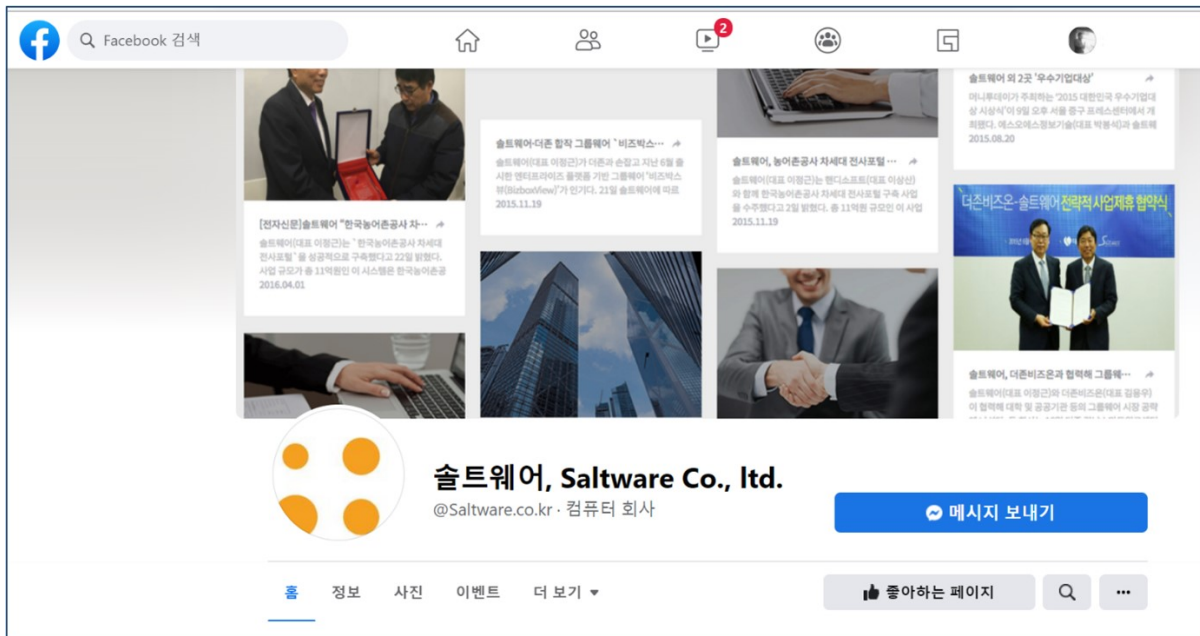 Facebook 검색
2
[전자신문]솔트웨어 "한국농어촌공사 차…
솔트웨어(대표 이정근)는 `한국농어촌공사 차세대
전사포털`을 성공적으로 구축했다고 22일 밝혔다.
사업 규모가 총 11억원인 이 시스템은 한국농어촌공
2016.04.01
솔트웨어-더존 합작 그룹웨어 `비즈박스…
솔트웨어(대표 이정근)가 더존과 손잡고 지난 6월 출
시한 엔터프라이즈 플랫폼 기반 그룹웨어 '비즈박스
뷰(BizboxView)'가 인기다. 21일 솔트웨어에 따르
2015.11.19
솔트웨어, 농어촌공사 차세대 전사포털 …
솔트웨어(대표 이정근)는 핸디소프트(대표 이상산)
와 함께 한국농어촌공사 차세대 전사포털 구축 사업
을 수주했다고 2일 밝혔다. 총 11억원 규모인 이 사업
2015.11.19
솔트웨어 외 2곳 '우수기업대상'
머니투데이가 주최하는 '2015 대한민국 우수기업대
상 시상식'이 9일 오후 서울 중구 프레스센터에서 개
최됐다. 에스오에스정보기술(대표 박봉석)과 솔트웨
2015.08.20
더존비즈온-솔트웨어 전략적 사업제휴 협약식
솔트웨어, 더존비즈온과 협력해 그룹웨…
솔트웨어(대표 이정근)와 더존비즈온(대표 김용우)
이 협력해 대학 및 공공기관 등의 그룹웨어 시장 공략
솔트웨어, Saltware Co., ltd.
@Saltware.co.kr · 컴퓨터 회사
메시지 보내기
홈 정보 사진 이벤트 더 보기
좋아하는 페이지